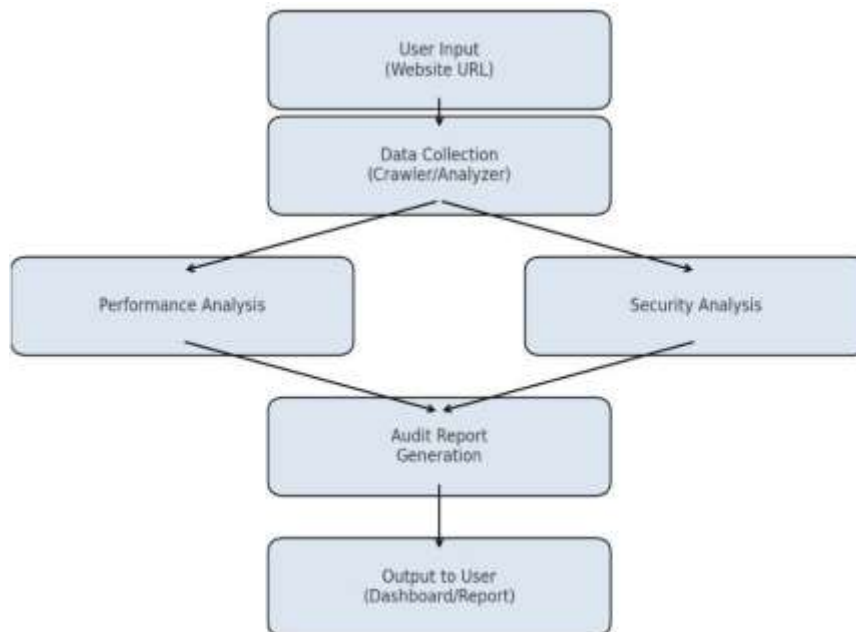 User Input
(Website URL)
Data Collection
(Crawler/Analyzer)
Performance Analysis
Security Analysis
Audit Report
Generation
Output to User
(Dashboard/Report)